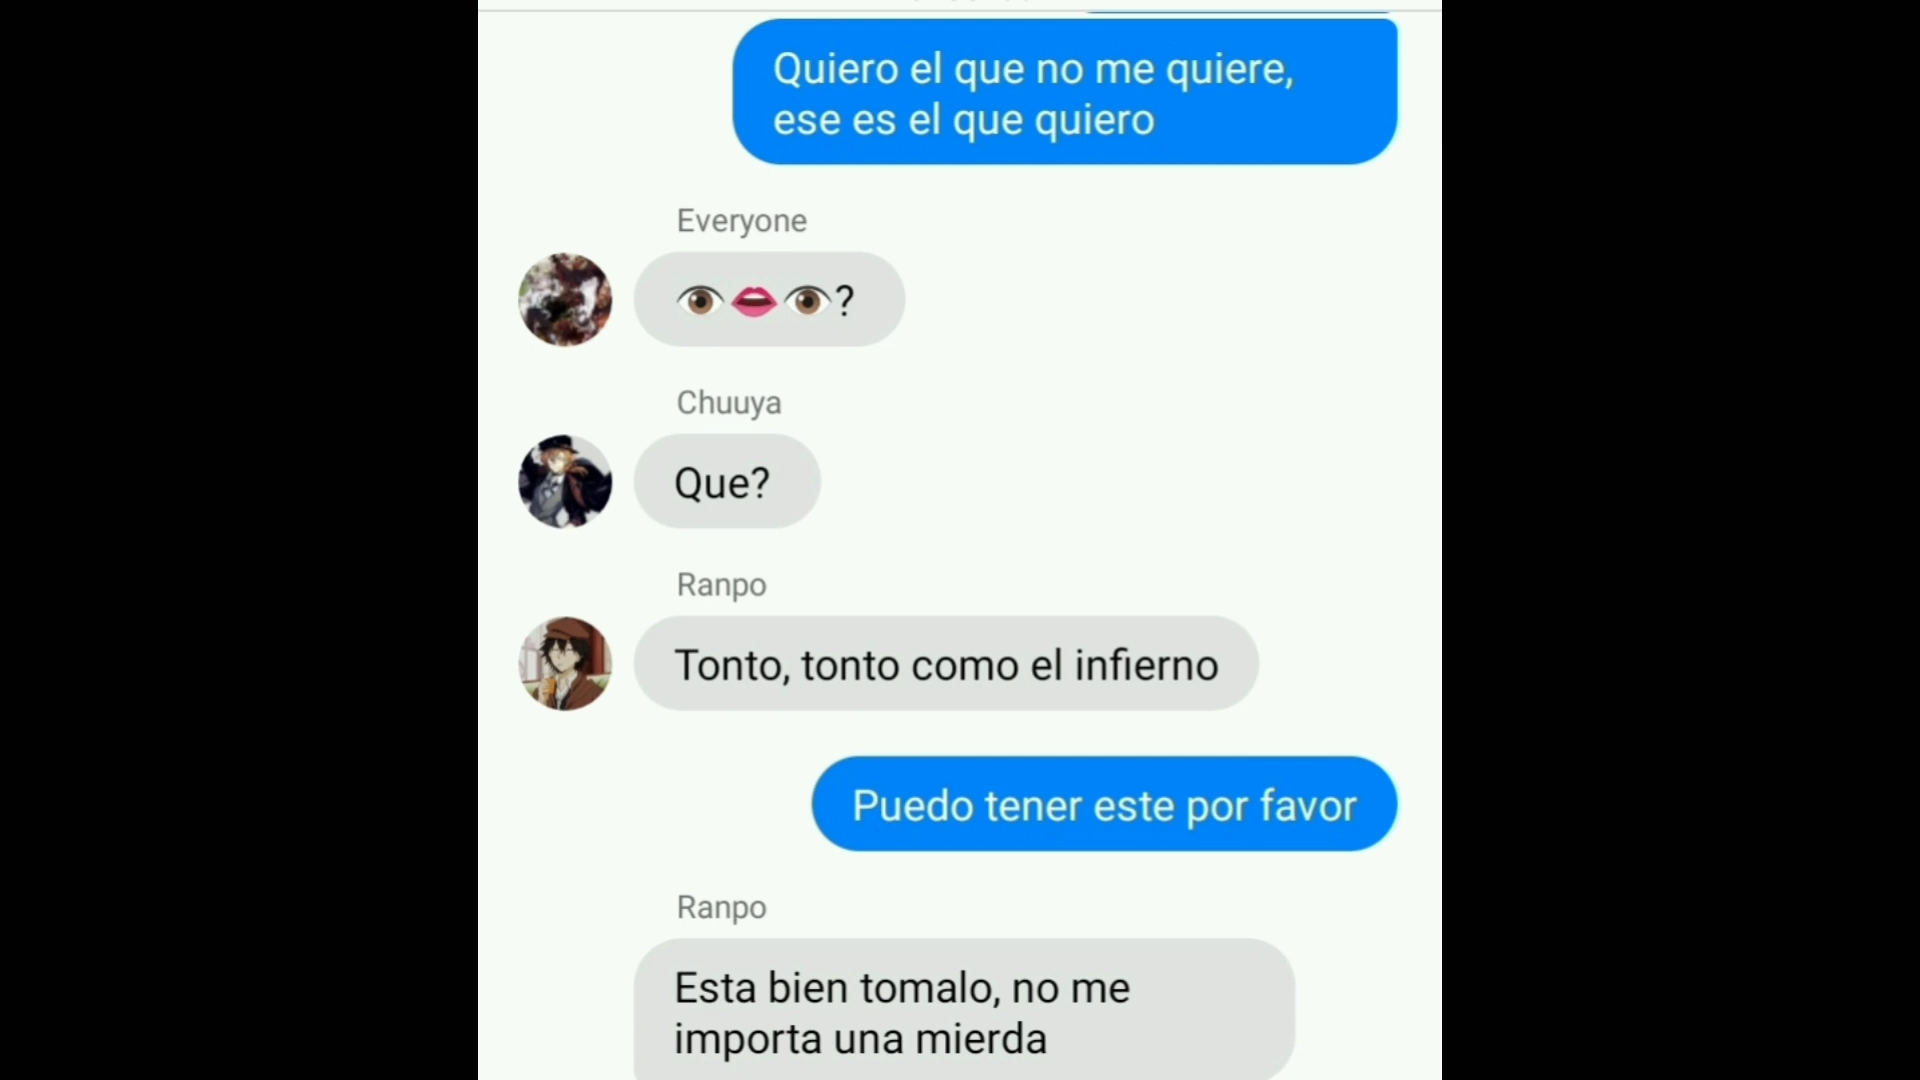 Quiero el que no me quiere,
ese es el que quiero
Everyone
👁️👄👁️?
Chuuya
Que?
Ranpo
Tonto, tonto como el infierno
Puedo tener este por favor
Ranpo
Esta bien tomalo, no me
importa una mierda